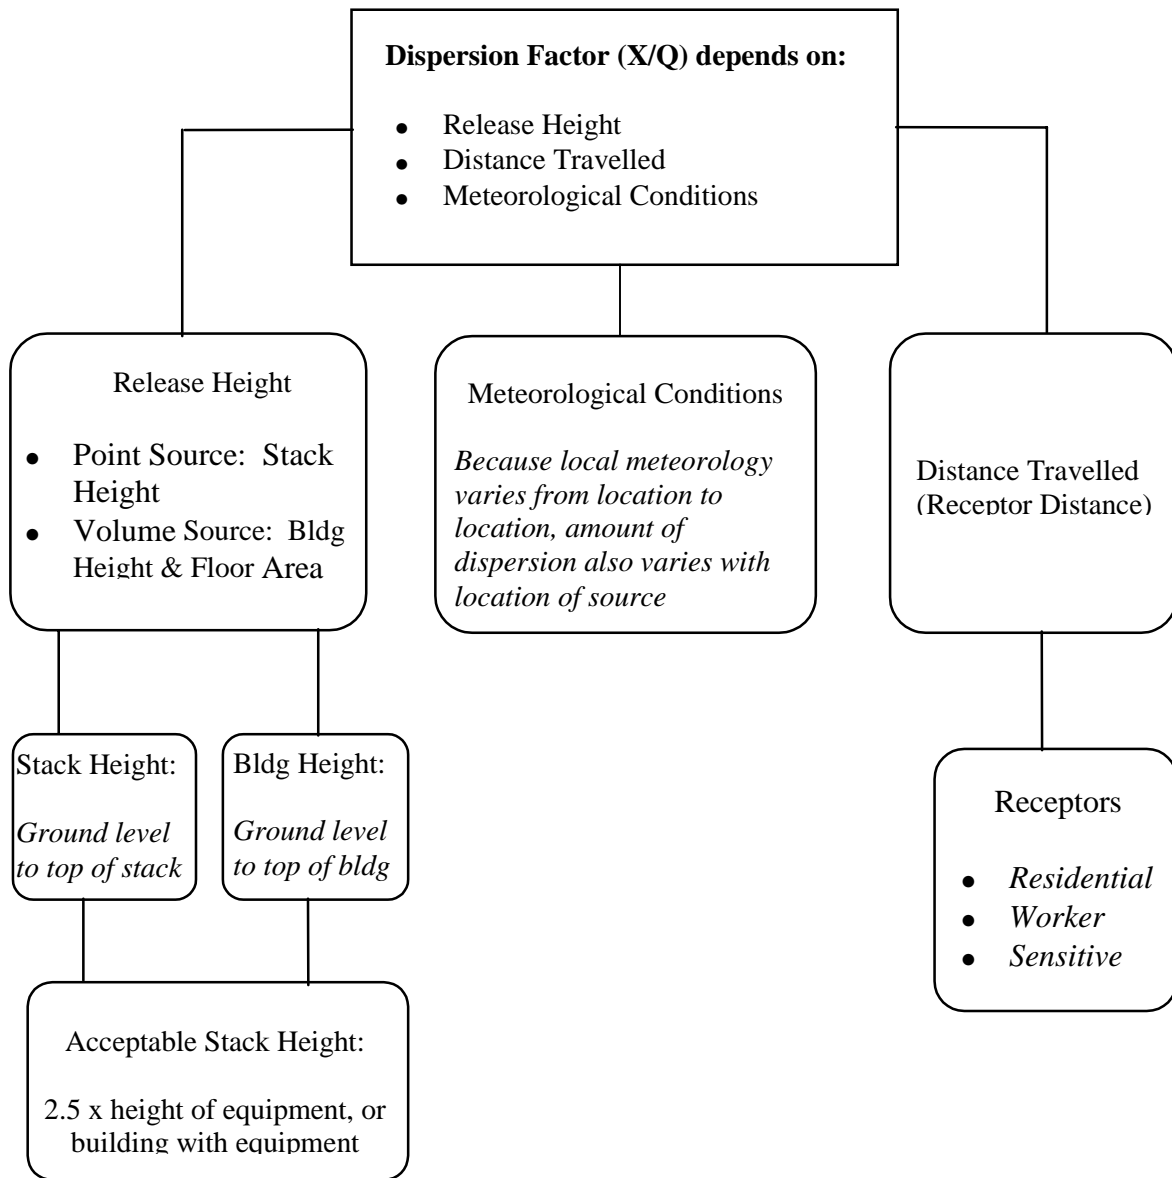 Dispersion Factor (X/Q) depends on:
● Release Height
● Distance Travelled
● Meteorological Conditions
Release Height
● Point Source: Stack
Height
● Volume Source: Bldg
Height & Floor Area
Meteorological Conditions
Because local meteorology
varies from location to
location, amount of
dispersion also varies with
location of source
Distance Travelled
(Receptor Distance)
Stack Height:
Ground level
to top of stack
Bldg Height:
Ground level
to top of bldg
Receptors
● Residential
● Worker
● Sensitive
Acceptable Stack Height:
2.5 x height of equipment, or
building with equipment